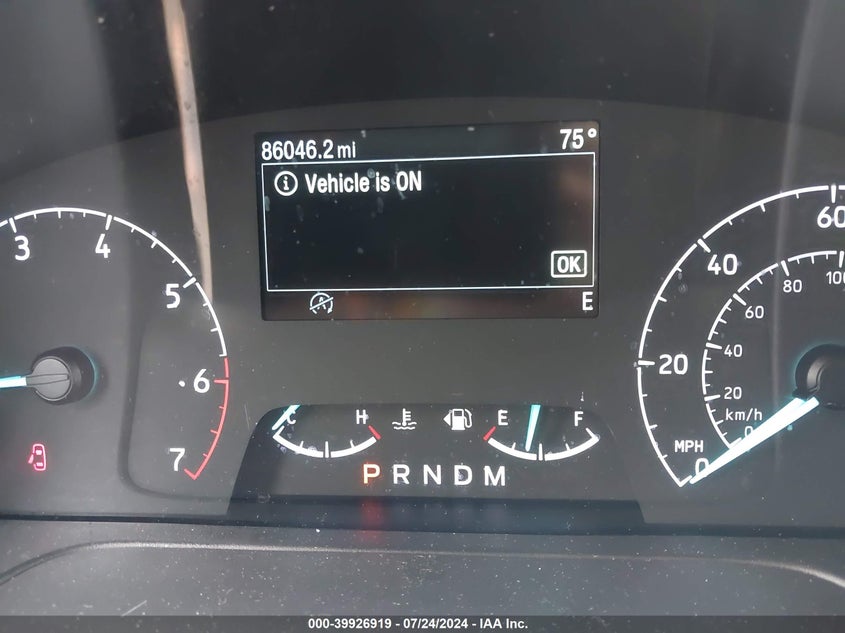 86046.2 mi 75°
Vehicle is ON
OK
E
3 4 5 6 7
C H
E F
P R N D M
0 20 40 60
MPH
0 20 40 60 80 100
km/h
000-39926919 / 07/24/2024 - IAA Inc.